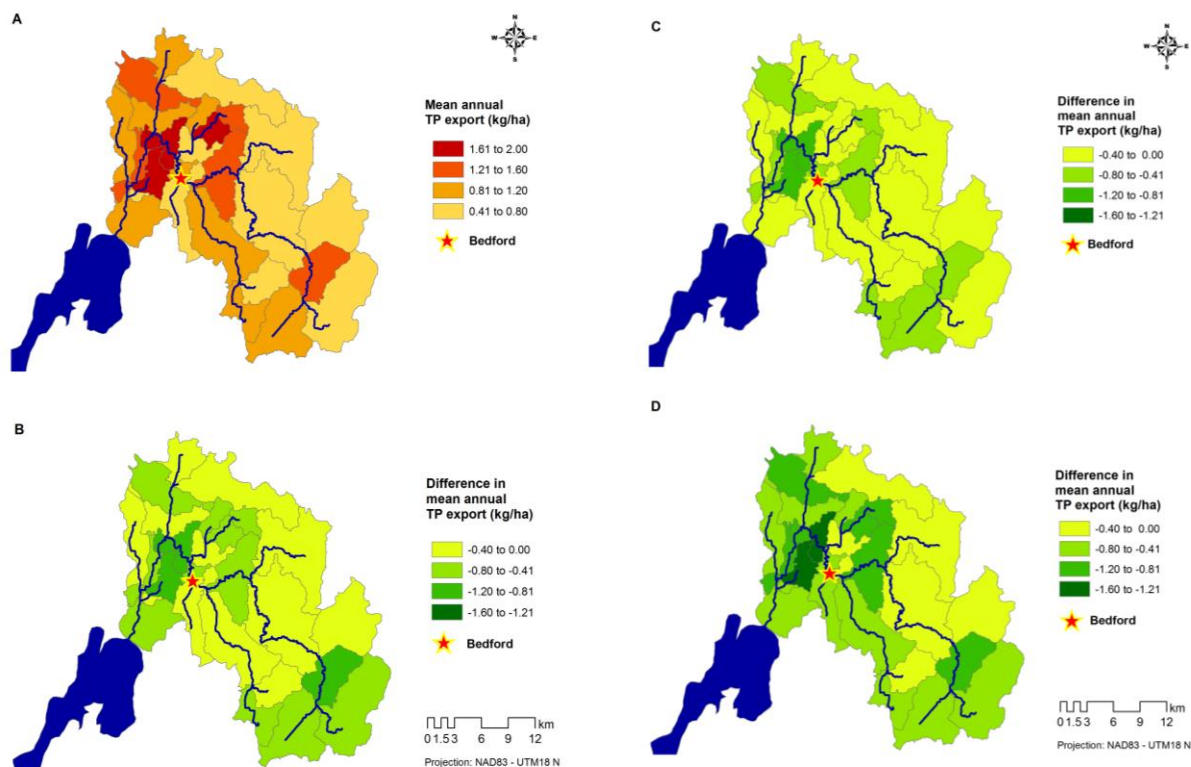 A
N
W E
S
Mean annual
TP export (kg/ha)
1.61 to 2.00
1.21 to 1.60
0.81 to 1.20
0.41 to 0.80
Bedford
C
N
W E
S
Difference in
mean annual
TP export (kg/ha)
-0.40 to 0.00
-0.80 to -0.41
-1.20 to -0.81
-1.60 to -1.21
Bedford
B
Difference in
mean annual
TP export (kg/ha)
-0.40 to 0.00
-0.80 to -0.41
-1.20 to -0.81
-1.60 to -1.21
Bedford
km
0 1.5 3 6 9 12
Projection: NAD83 - UTM18 N
D
Difference in
mean annual
TP export (kg/ha)
-0.40 to 0.00
-0.80 to -0.41
-1.20 to -0.81
-1.60 to -1.21
Bedford
km
0 1.5 3 6 9 12
Projection: NAD83 - UTM18 N